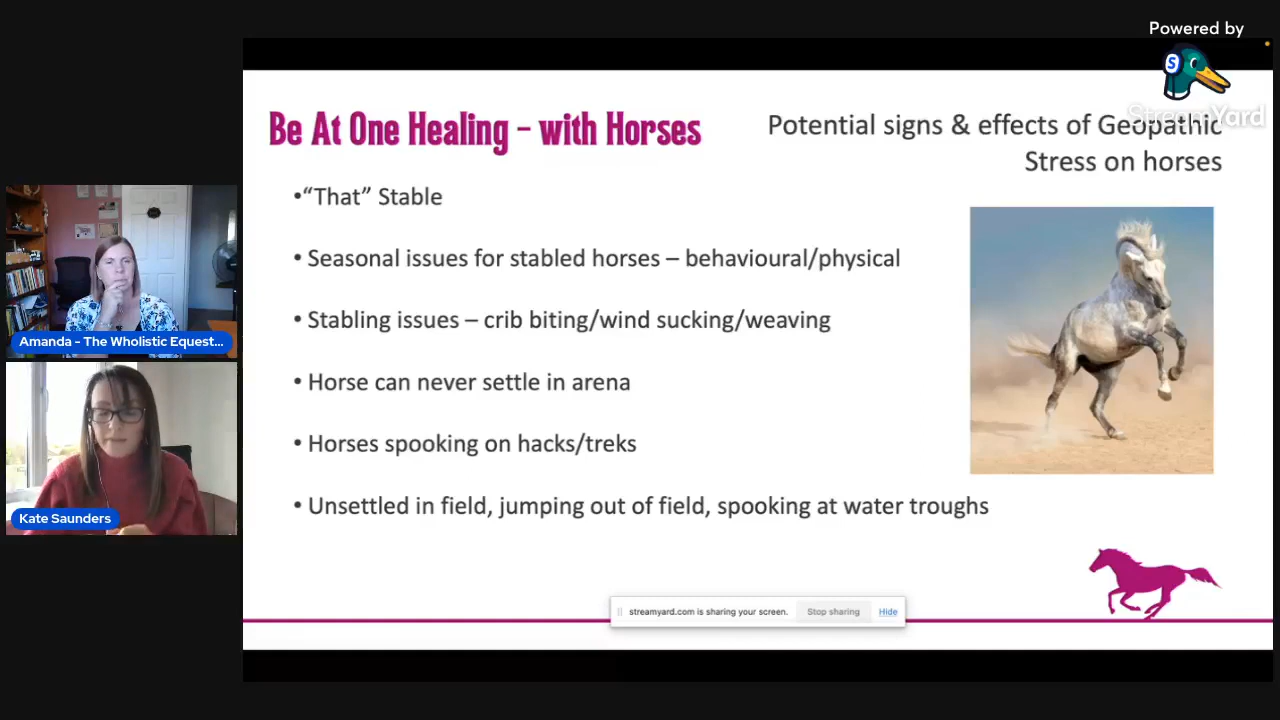 Powered by
StreamYard
Be At One Healing – with Horses
Potential signs & effects of Geopathic
Stress on horses
•“That” Stable
• Seasonal issues for stabled horses – behavioural/physical
• Stabling issues – crib biting/wind sucking/weaving
• Horse can never settle in arena
• Horses spooking on hacks/treks
• Unsettled in field, jumping out of field, spooking at water troughs
Amanda - The Wholistic Equest...
Kate Saunders
streamyard.com is sharing your screen.
Stop sharing
Hide